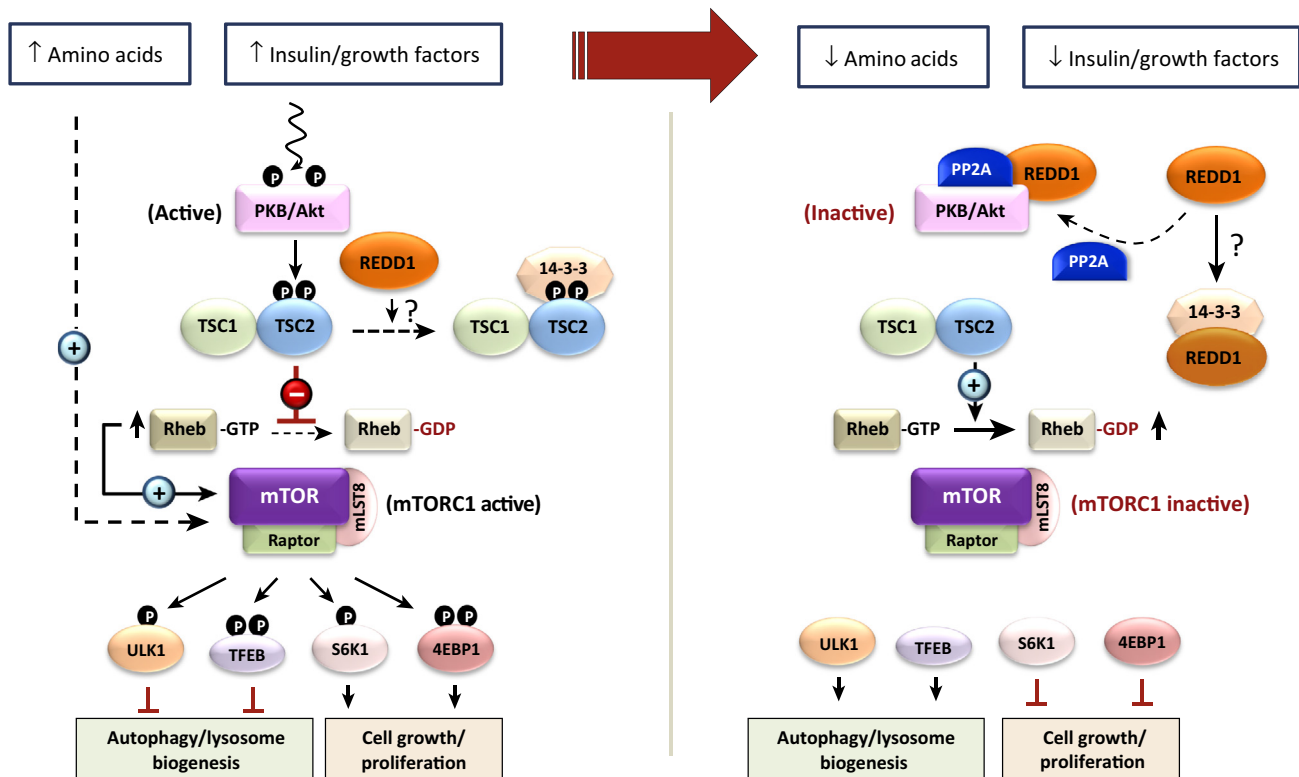 ↑ Amino acids
↑ Insulin/growth factors
↓ Amino acids
↓ Insulin/growth factors
P P
(Active)
PKB/Akt
REDD1
14-3-3
P P
P P
?
TSC1
TSC2
TSC1
TSC2
+
−
Rheb -GTP
Rheb -GDP
+
mTOR
mLST8
(mTORC1 active)
Raptor
P
P P
P
P P
ULK1
TFEB
S6K1
4EBP1
Autophagy/lysosome
biogenesis
Cell growth/
proliferation
PP2A
REDD1
REDD1
(Inactive)
PKB/Akt
?
PP2A
14-3-3
REDD1
TSC1
TSC2
+
Rheb -GTP
Rheb -GDP
mTOR
mLST8
(mTORC1 inactive)
Raptor
ULK1
TFEB
S6K1
4EBP1
Autophagy/lysosome
biogenesis
Cell growth/
proliferation